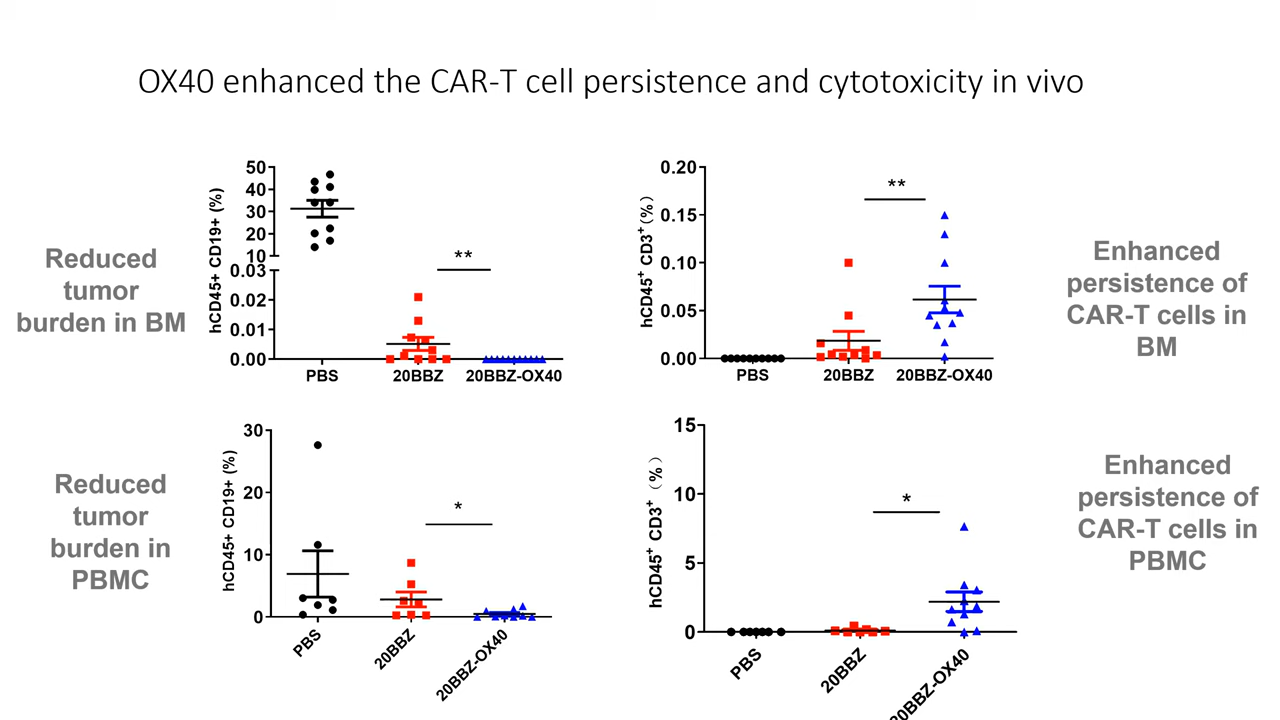 OX40 enhanced the CAR-T cell persistence and cytotoxicity in vivo
Reduced
tumor
burden in BM
hCD45+ CD19+ (%)
50
40
30
20
10
0.03
0.02
0.01
0.00
**
PBS
20BBZ
20BBZ-OX40
hCD45+ CD3+(%)
0.20
0.15
0.10
0.05
0.00
**
PBS
20BBZ
20BBZ-OX40
Enhanced
persistence of
CAR-T cells in
BM
Reduced
tumor
burden in
PBMC
hCD45+ CD19+ (%)
30
20
10
0
*
PBS
20BBZ
20BBZ-OX40
hCD45+ CD3+ (%)
15
10
5
0
*
PBS
20BBZ
20BBZ-OX40
Enhanced
persistence of
CAR-T cells in
PBMC